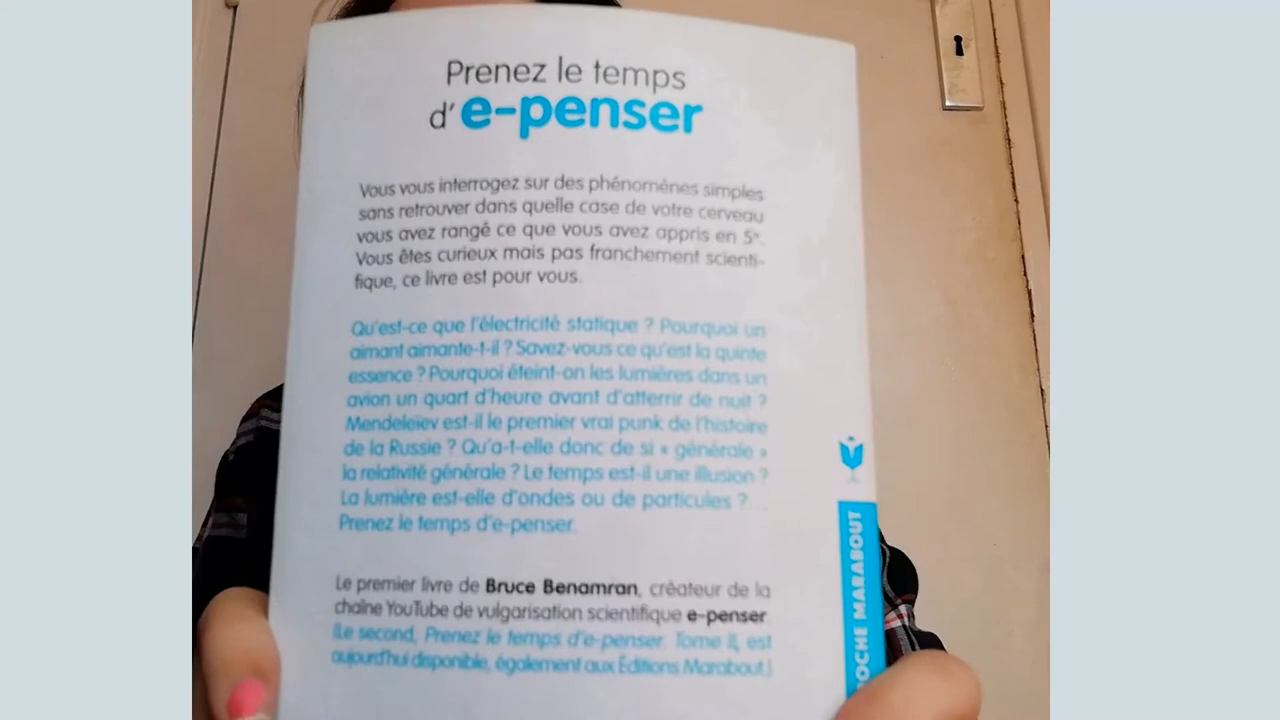 Prenez le temps
d'e-penser
Vous vous interrogez sur des phénomènes simples
sans retrouver dans quelle case de votre cerveau
vous avez rangé ce que vous avez appris en 5e.
Vous êtes curieux mais pas franchement scienti-
fique, ce livre est pour vous.
Qu'est-ce que l'électricité statique ? Pourquoi un
aimant aimante-t-il ? Savez-vous ce qu'est la quinte
essence ? Pourquoi éteint-on les lumières dans un
avion un quart d'heure avant d'atterrir de nuit ?
Mendeleïev est-il le premier vrai punk de l'histoire
de la Russie ? Qu'a-t-elle donc de si « générale »
la relativité générale ? Le temps est-il une illusion ?
La lumière est-elle d'ondes ou de particules ?
Prenez le temps d'e-penser.
Le premier livre de Bruce Benamran, créateur de la
chaîne YouTube de vulgarisation scientifique e-penser
(Le second, Prenez le temps d'e-penser. Tome II, est
aujourd'hui disponible, également aux Éditions Marabout.)
POCHE MARABOUT